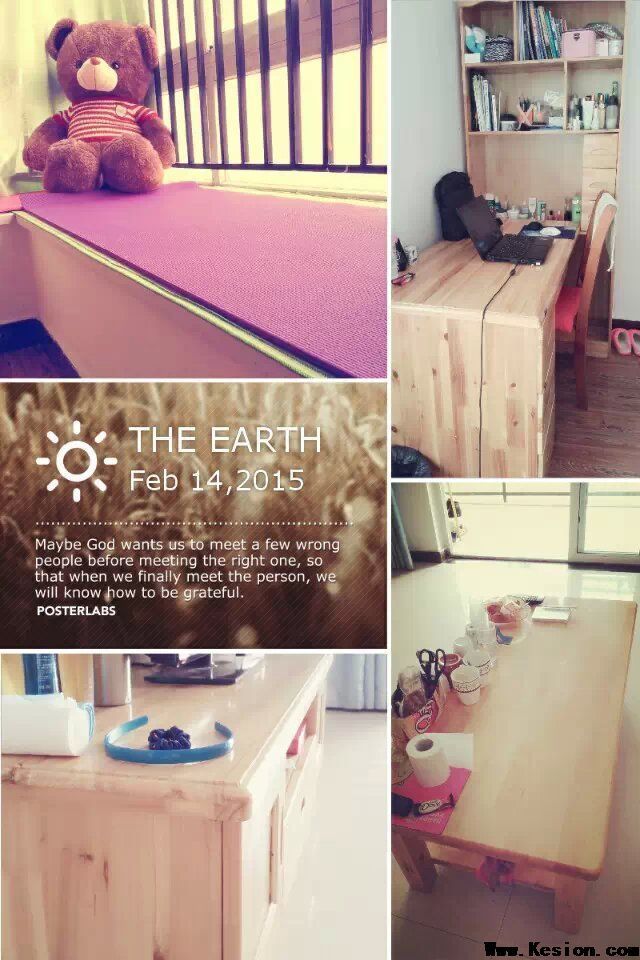 THE EARTH
Feb 14,2015
Maybe God wants us to meet a few wrong
people before meeting the right one, so
that when we finally meet the person, we
will know how to be grateful.
POSTERLABS
Www.Kesion.com